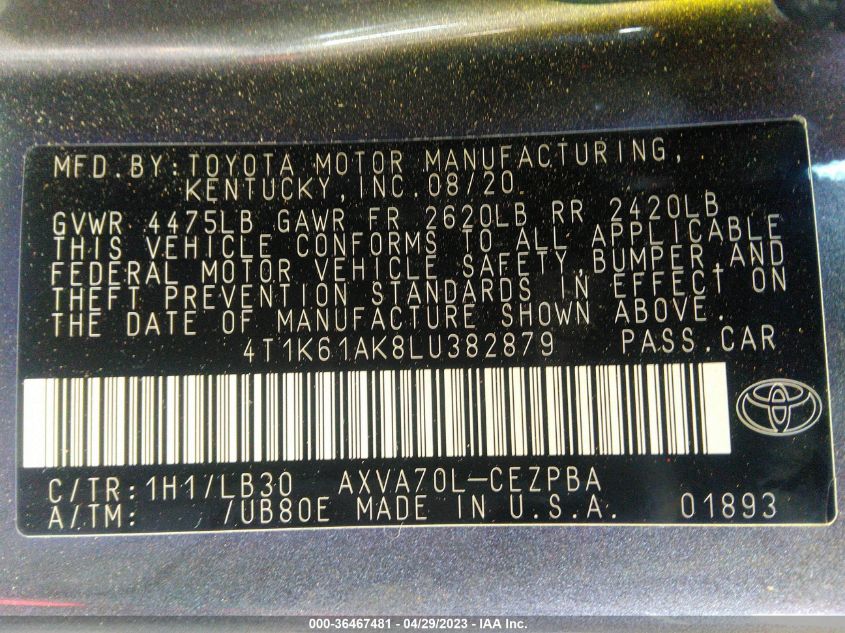 MFD. BY: TOYOTA MOTOR MANUFACTURING,
KENTUCKY, INC. 08/20
GVWR 4475LB GAWR FR 2620LB RR 2420LB
THIS VEHICLE CONFORMS TO ALL APPLICABLE
FEDERAL MOTOR VEHICLE SAFETY, BUMPER, AND
THEFT PREVENTION STANDARDS IN EFFECT ON
THE DATE OF MANUFACTURE SHOWN ABOVE.
4T1K61AK8LU382879 PASS. CAR
C/TR: 1H1/LB30 AXVA70L-CEZPBA
A/TM: /UB80E MADE IN U.S.A. 01893
000-36467481 - 04/29/2023 - IAA Inc.